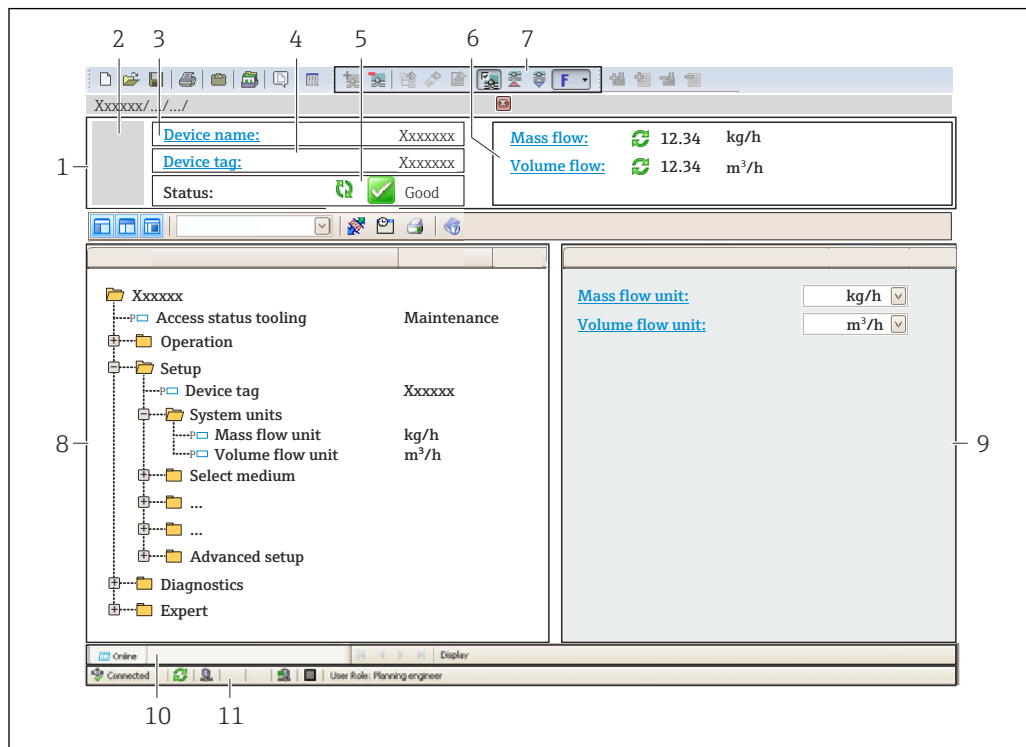 2 3 4 5 6 7
F
Xxxxxx/.../.../
1
Device name: Xxxxxxx
Device tag: Xxxxxxx
Status: Good
Mass flow: 12.34 kg/h
Volume flow: 12.34 m³/h
8
Xxxxxx
P Access status tooling Maintenance
Operation
Setup
P Device tag Xxxxxx
System units
P Mass flow unit kg/h
P Volume flow unit m³/h
Select medium
...
...
Advanced setup
Diagnostics
Expert
Mass flow unit: kg/h
Volume flow unit: m³/h
9
Online Display
Connected User Role: Planning engineer
10 11